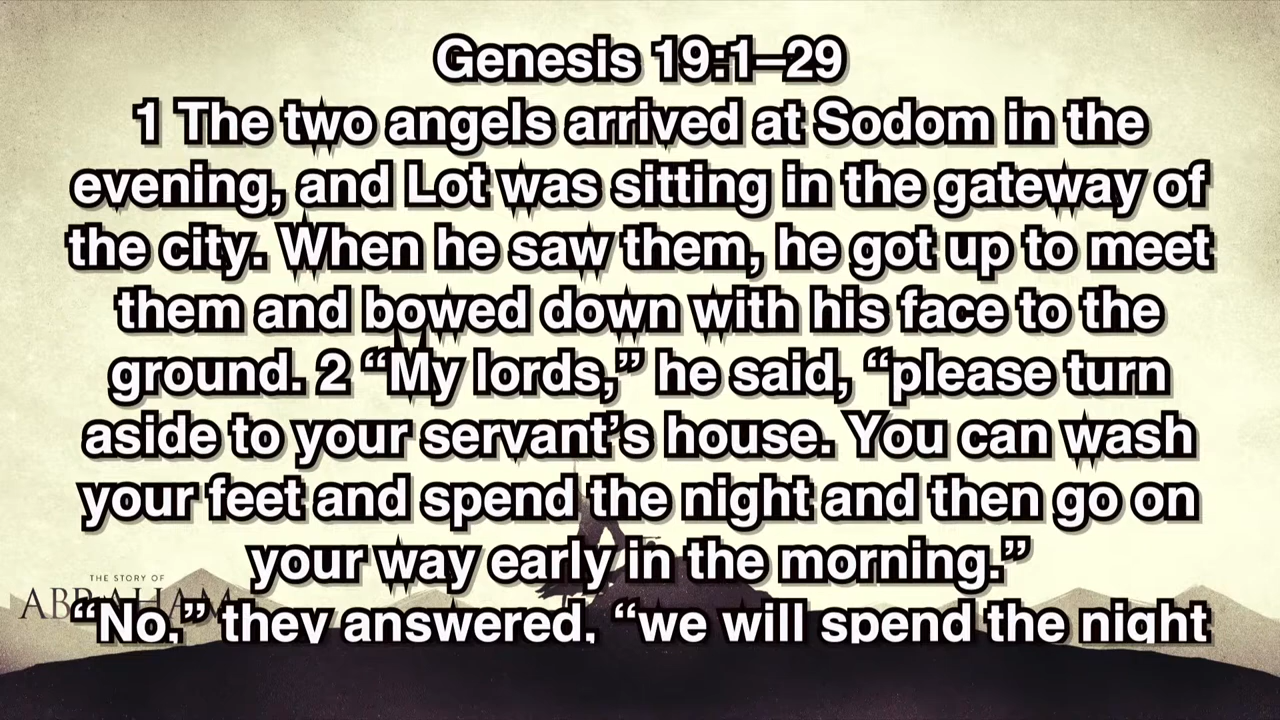 Genesis 19:1–29
1 The two angels arrived at Sodom in the
evening, and Lot was sitting in the gateway of
the city. When he saw them, he got up to meet
them and bowed down with his face to the
ground. 2 “My lords,” he said, “please turn
aside to your servant’s house. You can wash
your feet and spend the night and then go on
your way early in the morning.”
THE STORY OF
ABRAHAM
“No,” they answered, “we will spend the night